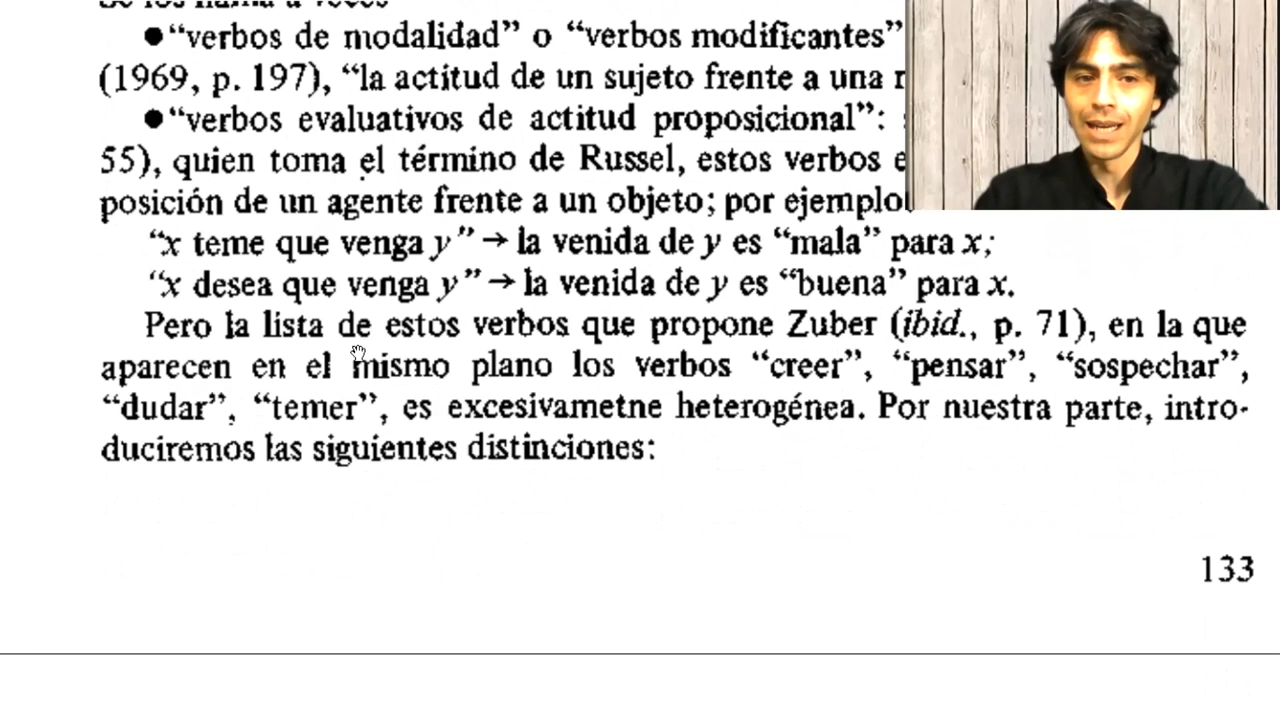 ●“verbos de modalidad” o “verbos modificantes”
(1969, p. 197), “la actitud de un sujeto frente a una
●“verbos evaluativos de actitud proposicional”:
55), quien toma el término de Russel, estos verbos
posición de un agente frente a un objeto; por ejemplo
“x teme que venga y” → la venida de y es “mala” para x;
“x desea que venga y” → la venida de y es “buena” para x.
Pero la lista de estos verbos que propone Zuber (ibid., p. 71), en la que
aparecen en el mismo plano los verbos “creer”, “pensar”, “sospechar”,
“dudar”, “temer”, es excesivametne heterogénea. Por nuestra parte, intro-
duciremos las siguientes distinciones:
133